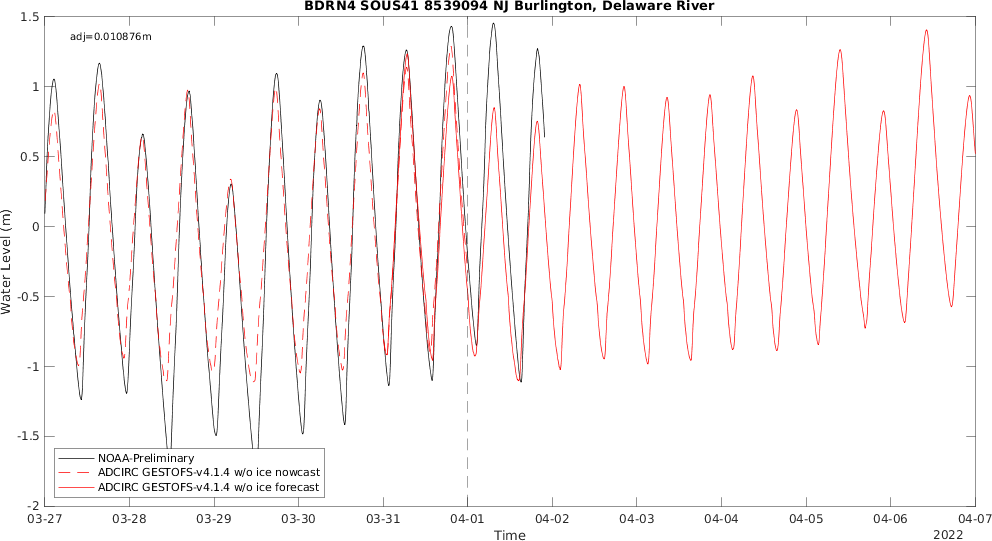 BDRN4 SOUS41 8539094 NJ Burlington, Delaware River
adj=0.010876m
1.5
1
0.5
0
-0.5
-1
-1.5
-2
Water Level (m)
NOAA-Preliminary
ADCIRC GESTOFS-v4.1.4 w/o ice nowcast
ADCIRC GESTOFS-v4.1.4 w/o ice forecast
03-27 03-28 03-29 03-30 03-31 04-01 04-02 04-03 04-04 04-05 04-06 04-07
Time
2022